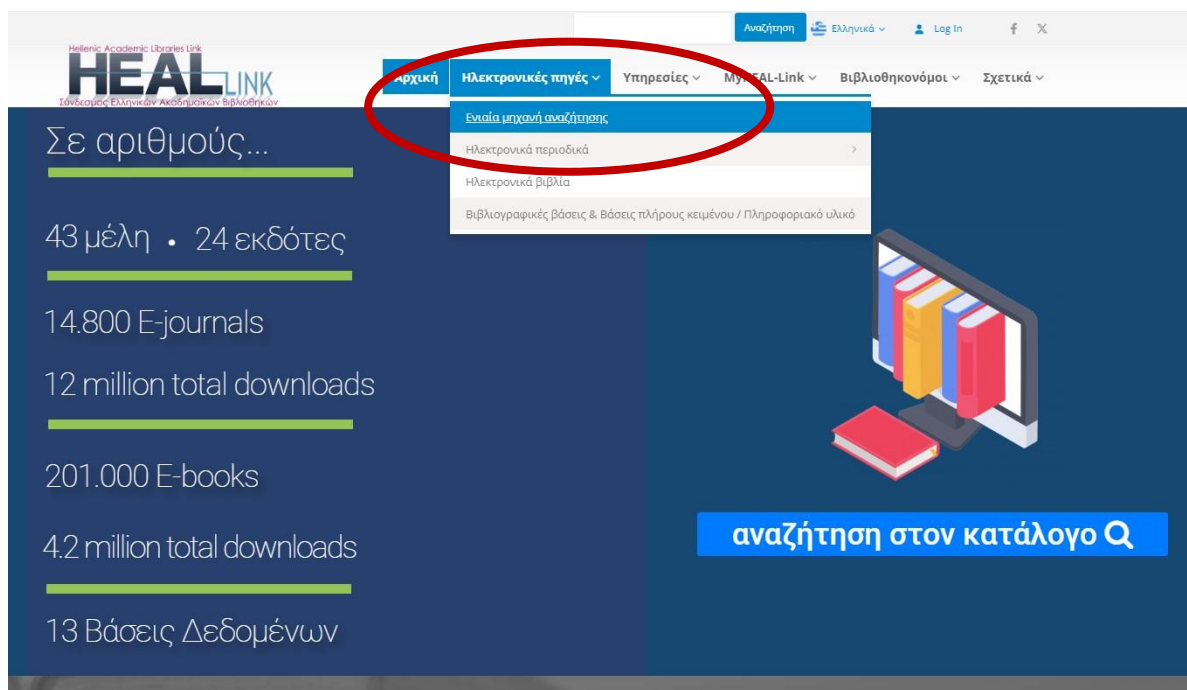 Αναζήτηση Ελληνικά Log In
Hellenic Academic Libraries Link
HEAL LINK
Σύνδεσμος Ελληνικών Ακαδημαϊκών Βιβλιοθηκών
Αρχική Ηλεκτρονικές πηγές Υπηρεσίες MyHEAL-Link Βιβλιοθηκονόμοι Σχετικά
Ενιαία μηχανή αναζήτησης
Ηλεκτρονικά περιοδικά
Ηλεκτρονικά βιβλία
Βιβλιογραφικές βάσεις & Βάσεις πλήρους κειμένου / Πληροφοριακό υλικό
Σε αριθμούς...
43 μέλη • 24 εκδότες
14.800 E-journals
12 million total downloads
201.000 E-books
4.2 million total downloads
13 Βάσεις Δεδομένων
αναζήτηση στον κατάλογο